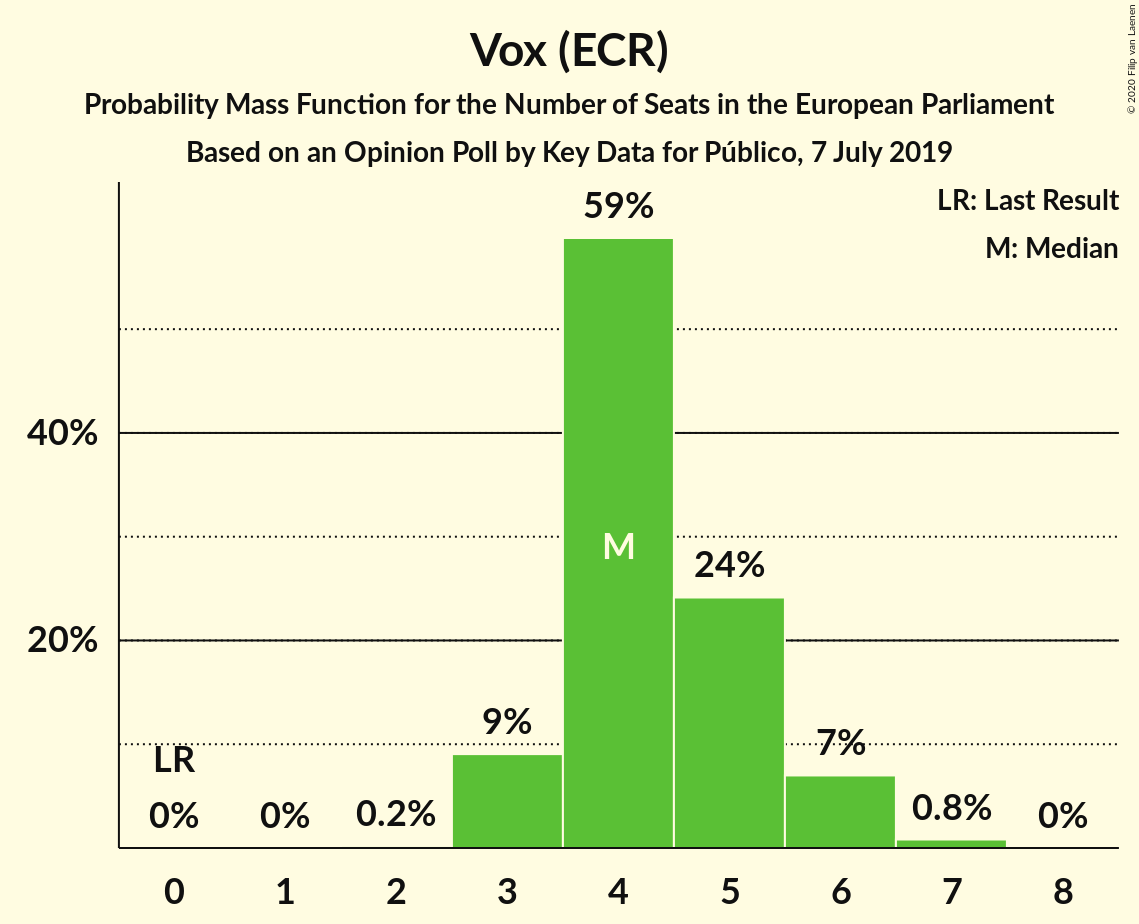 Vox (ECR)
Probability Mass Function for the Number of Seats in the European Parliament
Based on an Opinion Poll by Key Data for Público, 7 July 2019
© 2020 Filip van Laenen
LR: Last Result
M: Median
59%
40%
M
24%
20%
9%
7%
LR
0%
0%
0.2%
0.8%
0%
0 1 2 3 4 5 6 7 8